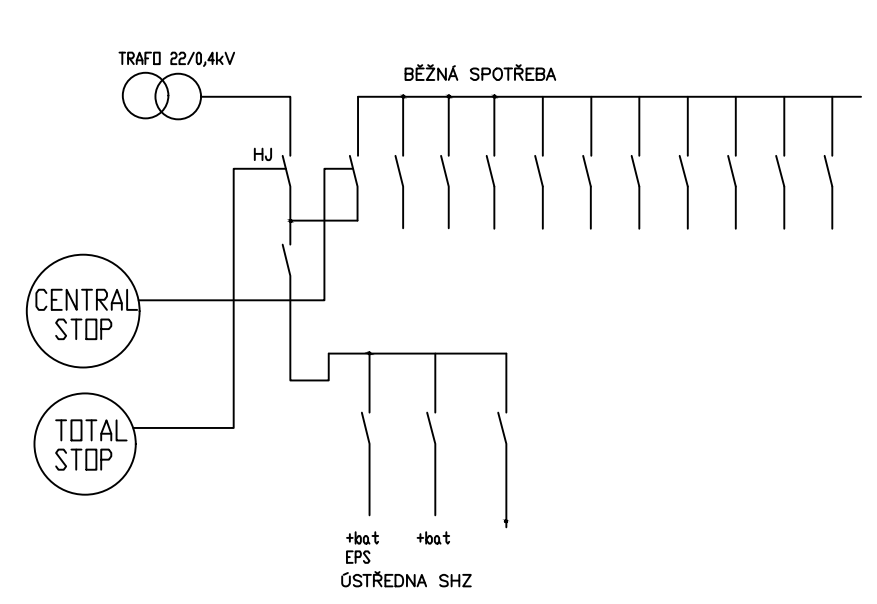 TRAFO 22/0,4kV
BĚŽNÁ SPOTŘEBA
HJ
CENTRAL
STOP
TOTAL
STOP
+bat +bat
EPS
ÚSTŘEDNA SHZ